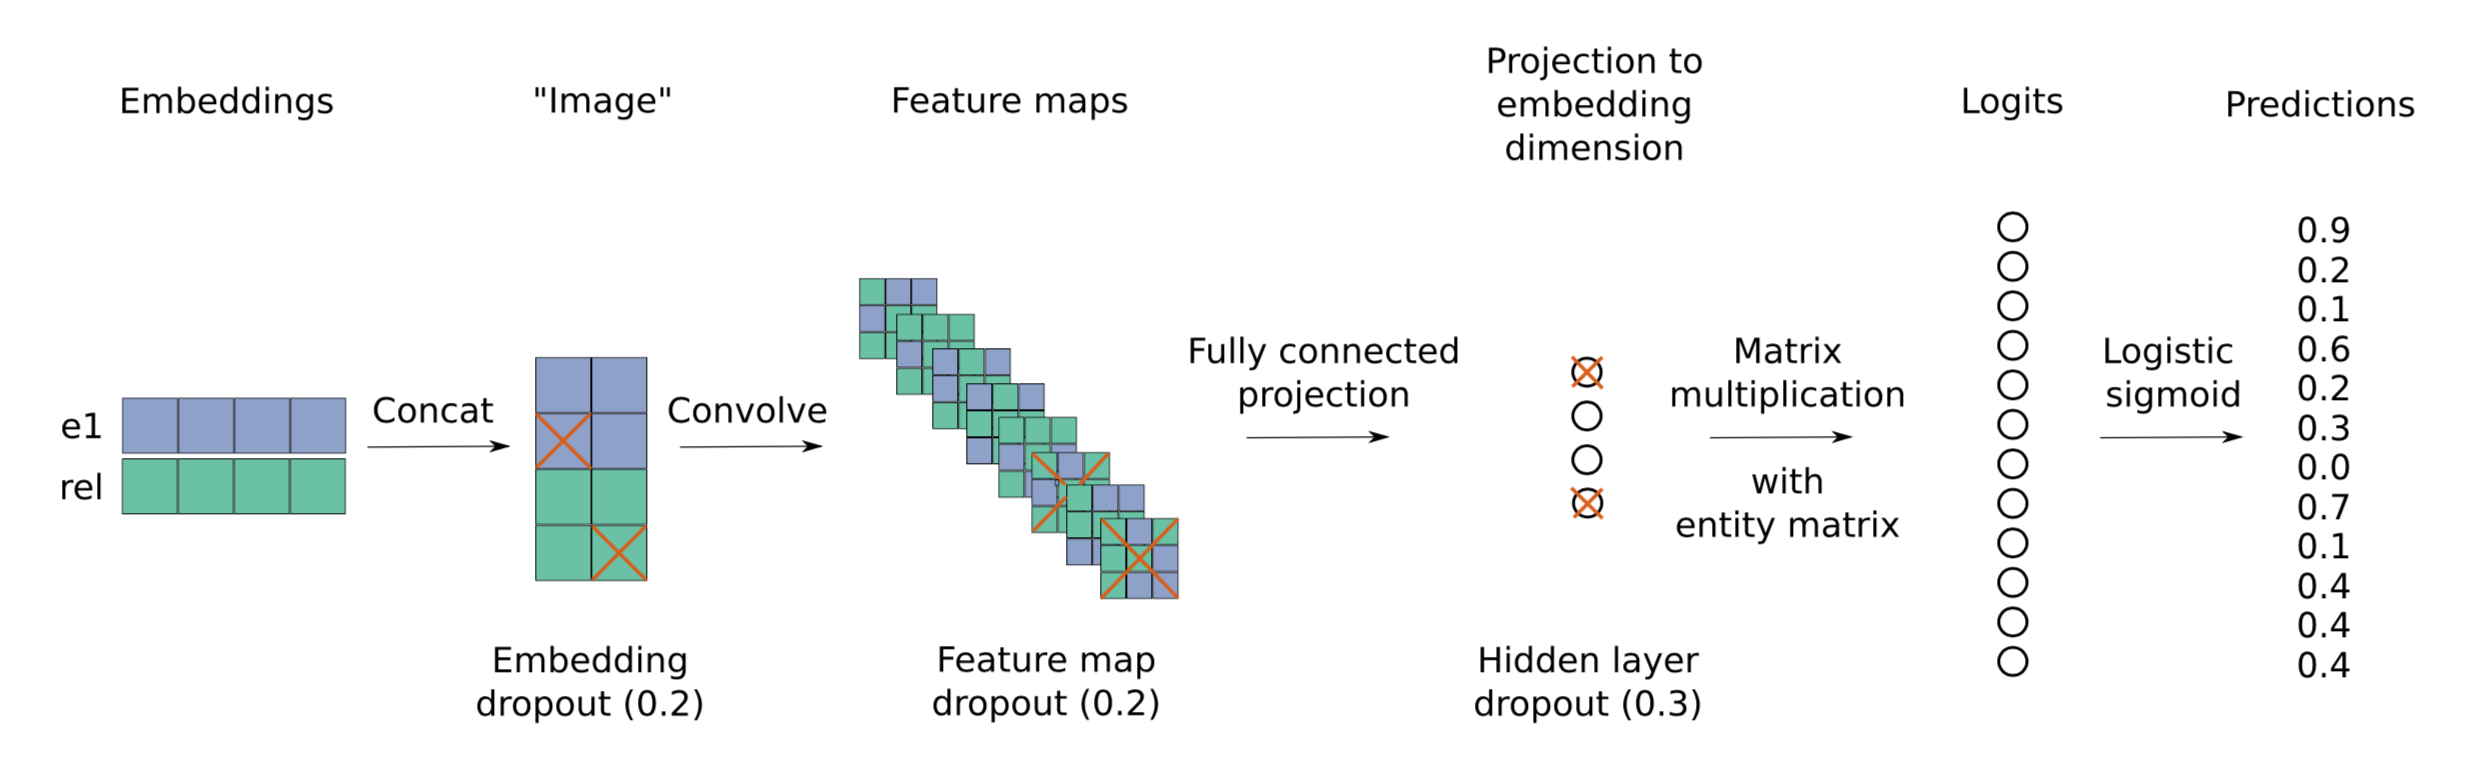 Embeddings
"Image"
Feature maps
Projection to
embedding
dimension
Logits
Predictions
e1
rel
Concat
Convolve
Fully connected
projection
Matrix
multiplication
with
entity matrix
Logistic
sigmoid
0.9
0.2
0.1
0.6
0.2
0.3
0.0
0.7
0.1
0.4
0.4
0.4
Embedding
dropout (0.2)
Feature map
dropout (0.2)
Hidden layer
dropout (0.3)